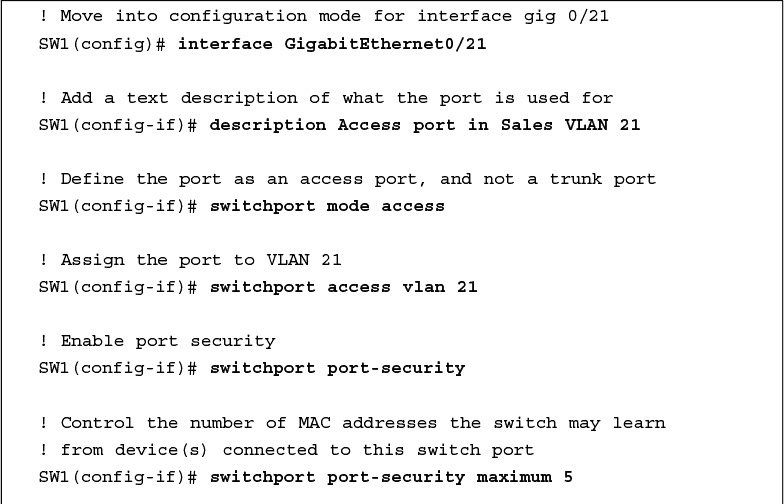 ! Move into configuration mode for interface gig 0/21
SW1(config)# interface GigabitEthernet0/21
! Add a text description of what the port is used for
SW1(config-if)# description Access port in Sales VLAN 21
! Define the port as an access port, and not a trunk port
SW1(config-if)# switchport mode access
! Assign the port to VLAN 21
SW1(config-if)# switchport access vlan 21
! Enable port security
SW1(config-if)# switchport port-security
! Control the number of MAC addresses the switch may learn
! from device(s) connected to this switch port
SW1(config-if)# switchport port-security maximum 5